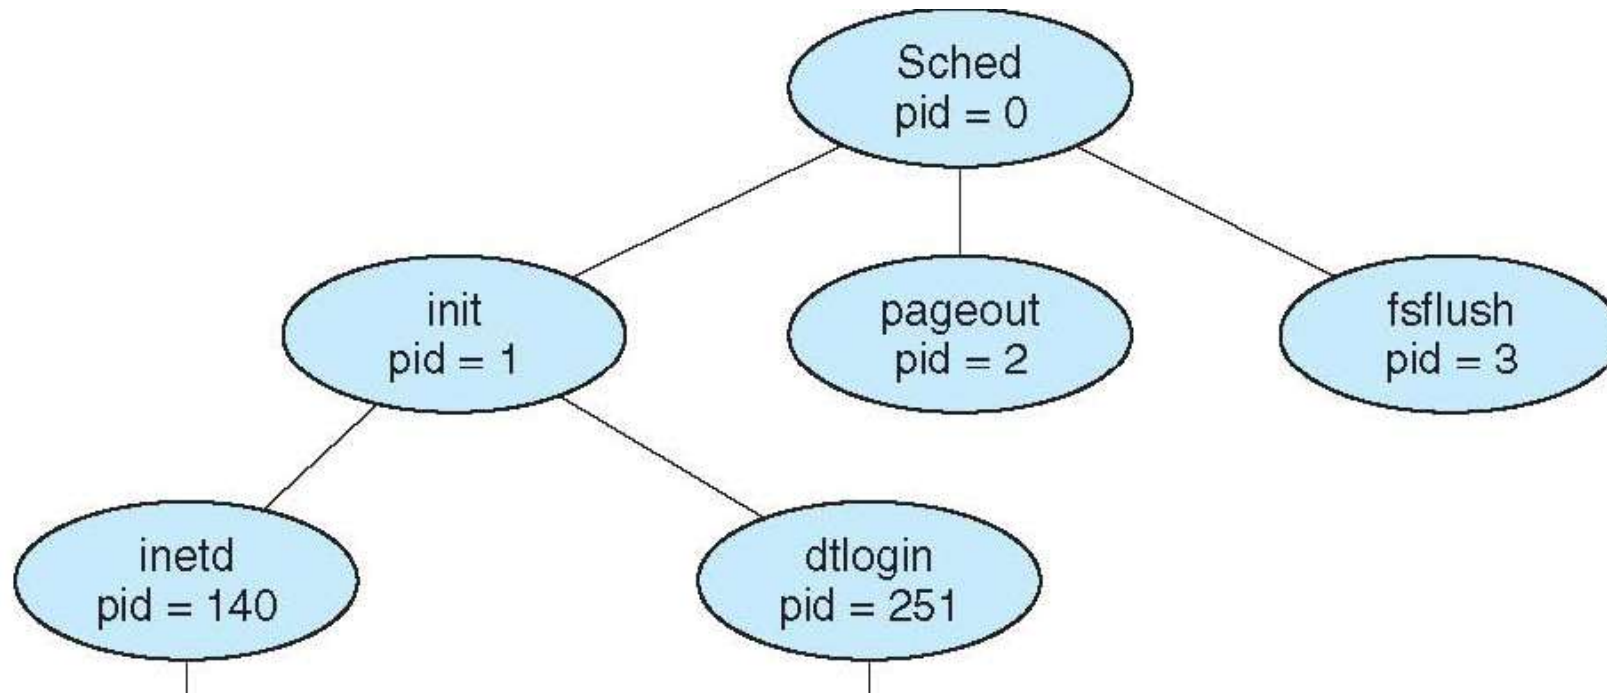 Sched
pid = 0
init
pid = 1
pageout
pid = 2
fsflush
pid = 3
inetd
pid = 140
dtlogin
pid = 251